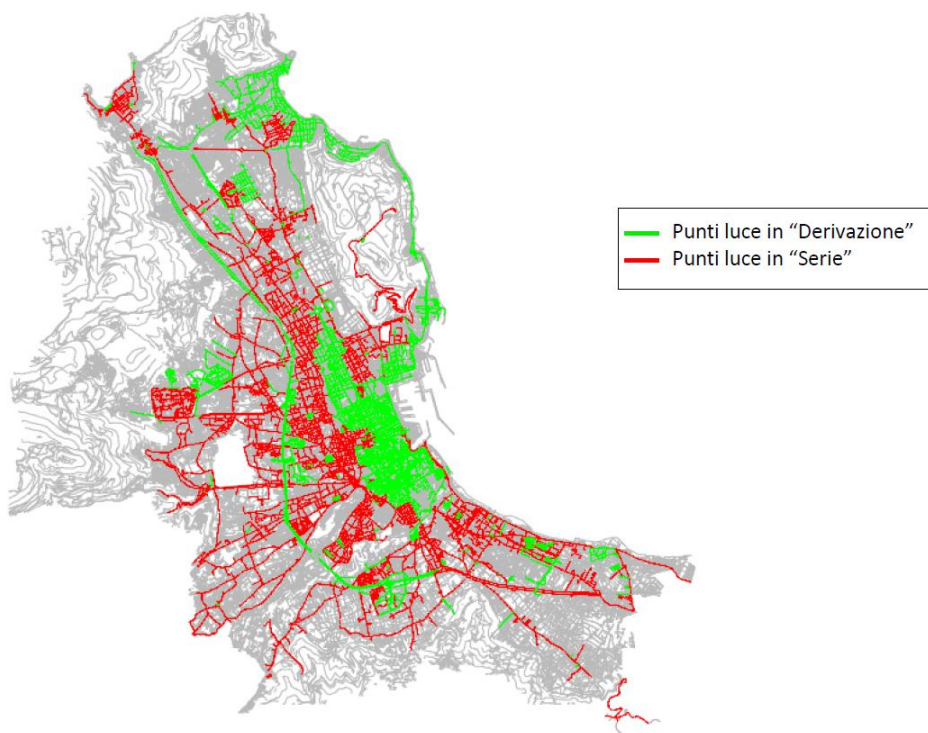 Punti luce in “Derivazione”
Punti luce in “Serie”